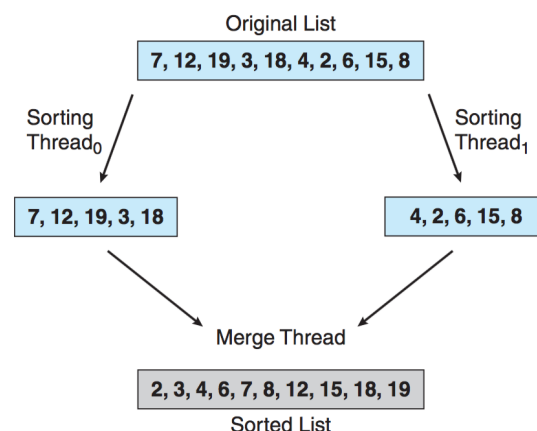 Original List
7, 12, 19, 3, 18, 4, 2, 6, 15, 8
Sorting
Thread0
Sorting
Thread1
7, 12, 19, 3, 18
4, 2, 6, 15, 8
Merge Thread
2, 3, 4, 6, 7, 8, 12, 15, 18, 19
Sorted List